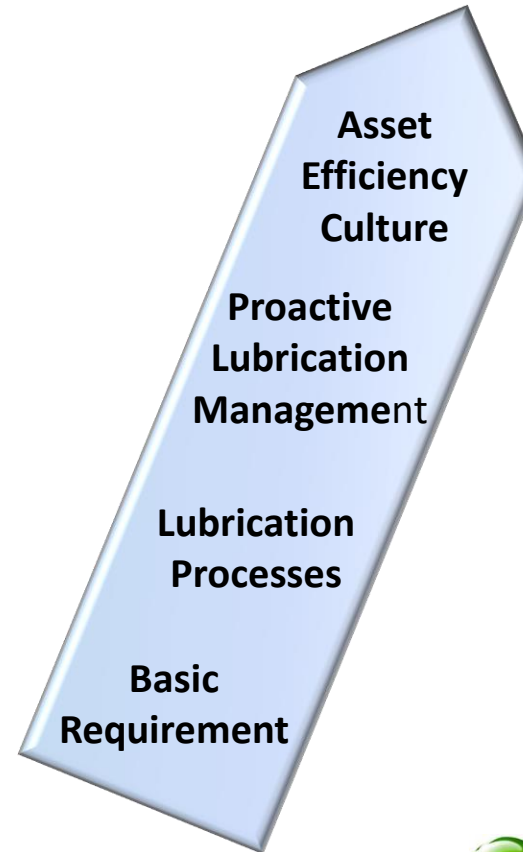 Asset
Efficiency
Culture
Proactive
Lubrication
Management
Lubrication
Processes
Basic
Requirement